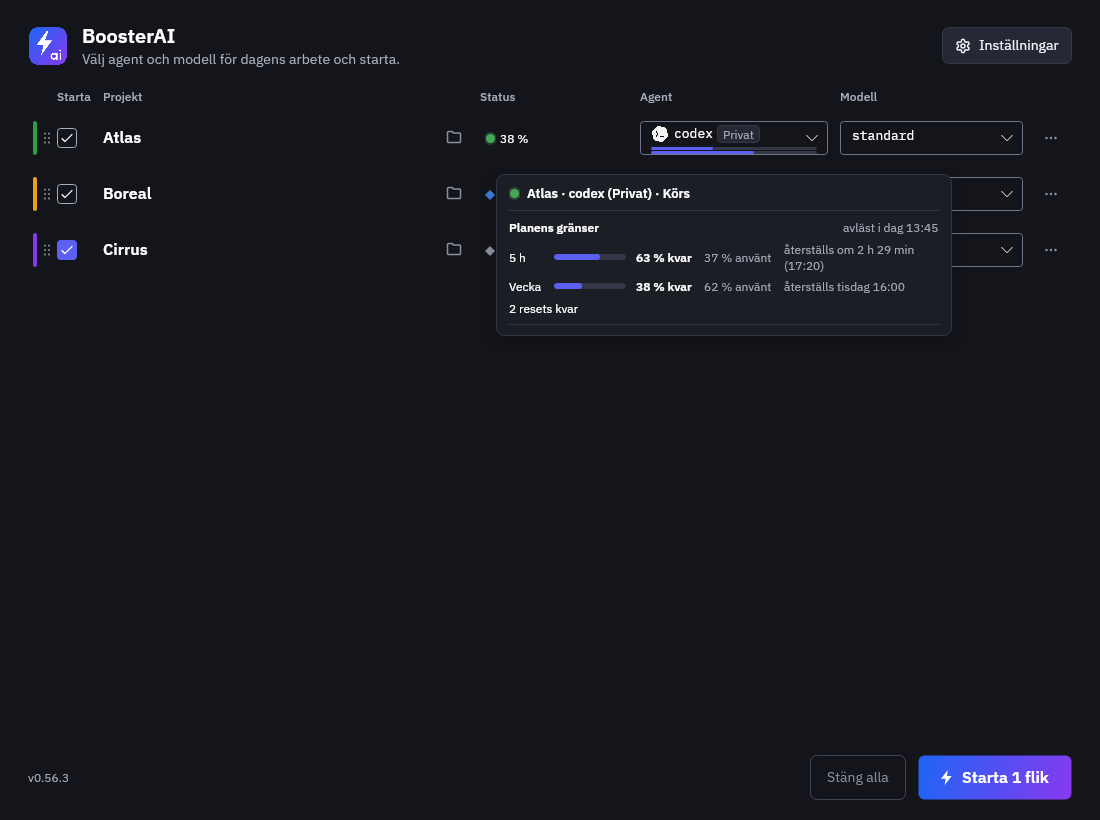 ai
BoosterAI
Välj agent och modell för dagens arbete och starta.
Inställningar
Starta Projekt Status Agent Modell
Atlas 38 % codex Privat standard
Boreal
Cirrus
Atlas · codex (Privat) · Körs
Planens gränser avläst i dag 13:45
5 h 63 % kvar 37 % använt återställs om 2 h 29 min
(17:20)
Vecka 38 % kvar 62 % använt återställs tisdag 16:00
2 resets kvar
v0.56.3 Stäng alla Starta 1 flik